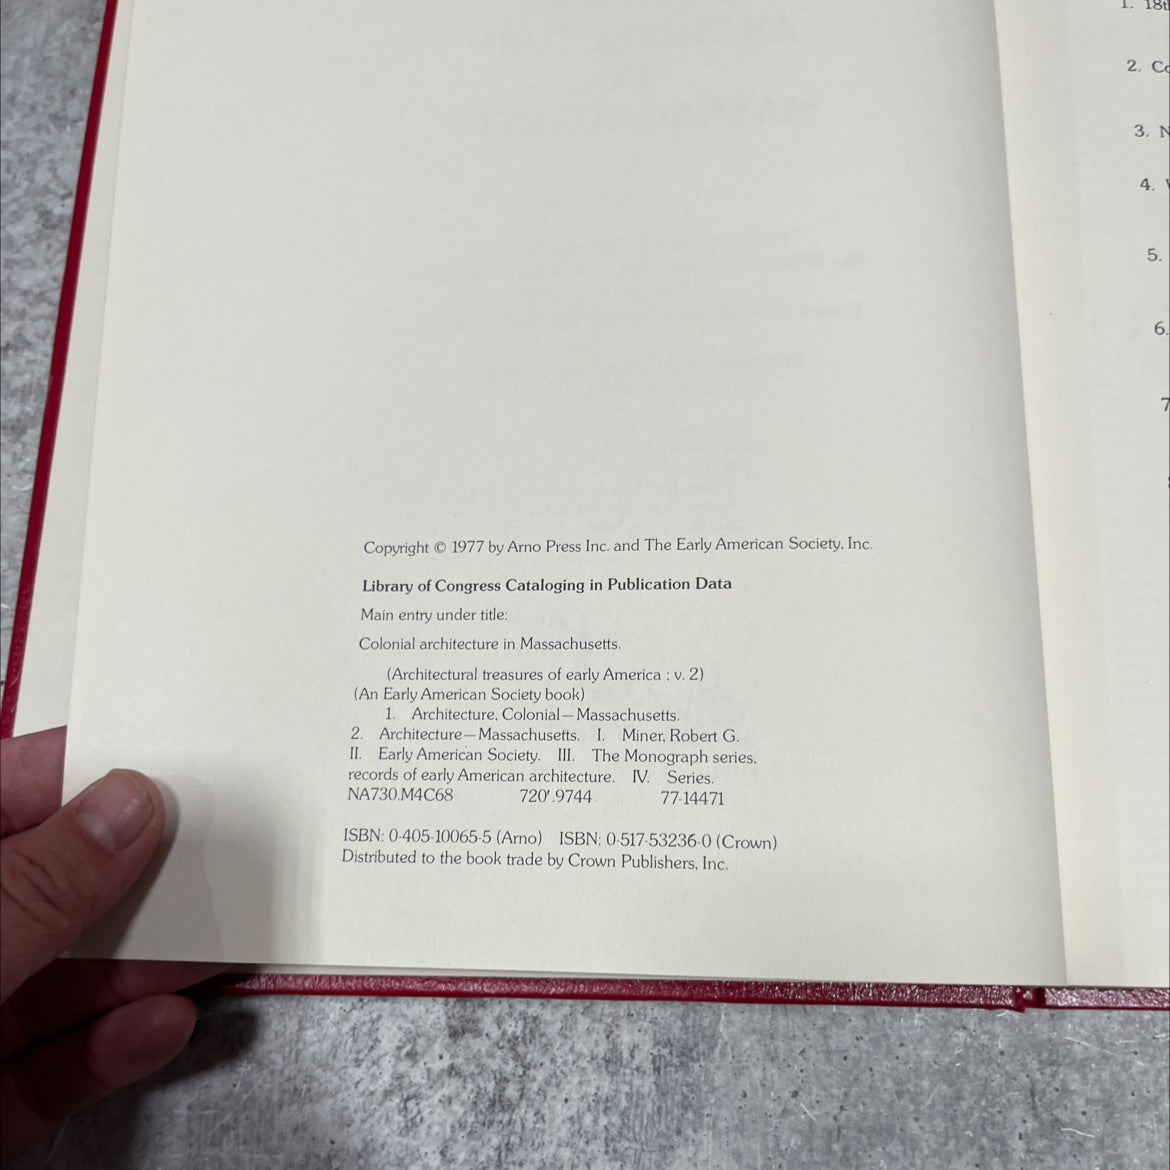 Copyright © 1977 by Arno Press Inc. and The Early American Society, Inc.
Library of Congress Cataloging in Publication Data
Main entry under title:
Colonial architecture in Massachusetts.
(Architectural treasures of early America ; v. 2)
(An Early American Society book)
1. Architecture, Colonial—Massachusetts.
2. Architecture—Massachusetts. I. Miner, Robert G.
II. Early American Society. III. The Monograph series,
records of early American architecture. IV. Series.
NA730.M4C68 720'.9744 77-14471
ISBN: 0-405-10065-5 (Arno) ISBN: 0-517-53236-0 (Crown)
Distributed to the book trade by Crown Publishers, Inc.
1. 18t
2. Co
3. N
4.
5.
6.
7